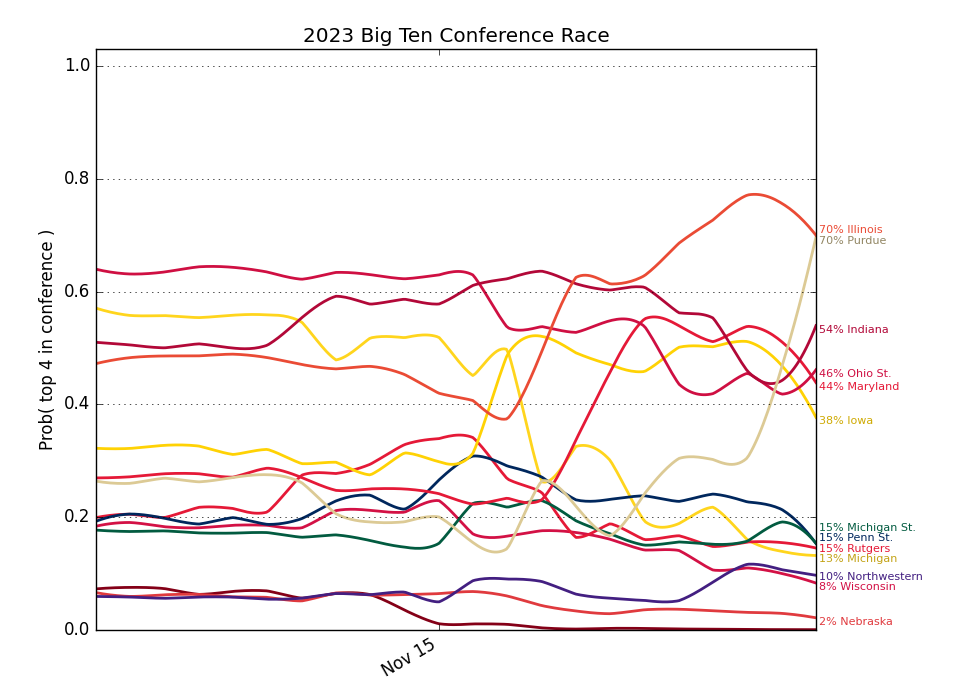 2023 Big Ten Conference Race
1.0
0.8
0.6
0.4
0.2
0.0
Prob( top 4 in conference )
Nov 15
70% Illinois
70% Purdue
54% Indiana
46% Ohio St.
44% Maryland
38% Iowa
15% Michigan St.
15% Penn St.
15% Rutgers
13% Michigan
10% Northwestern
8% Wisconsin
2% Nebraska